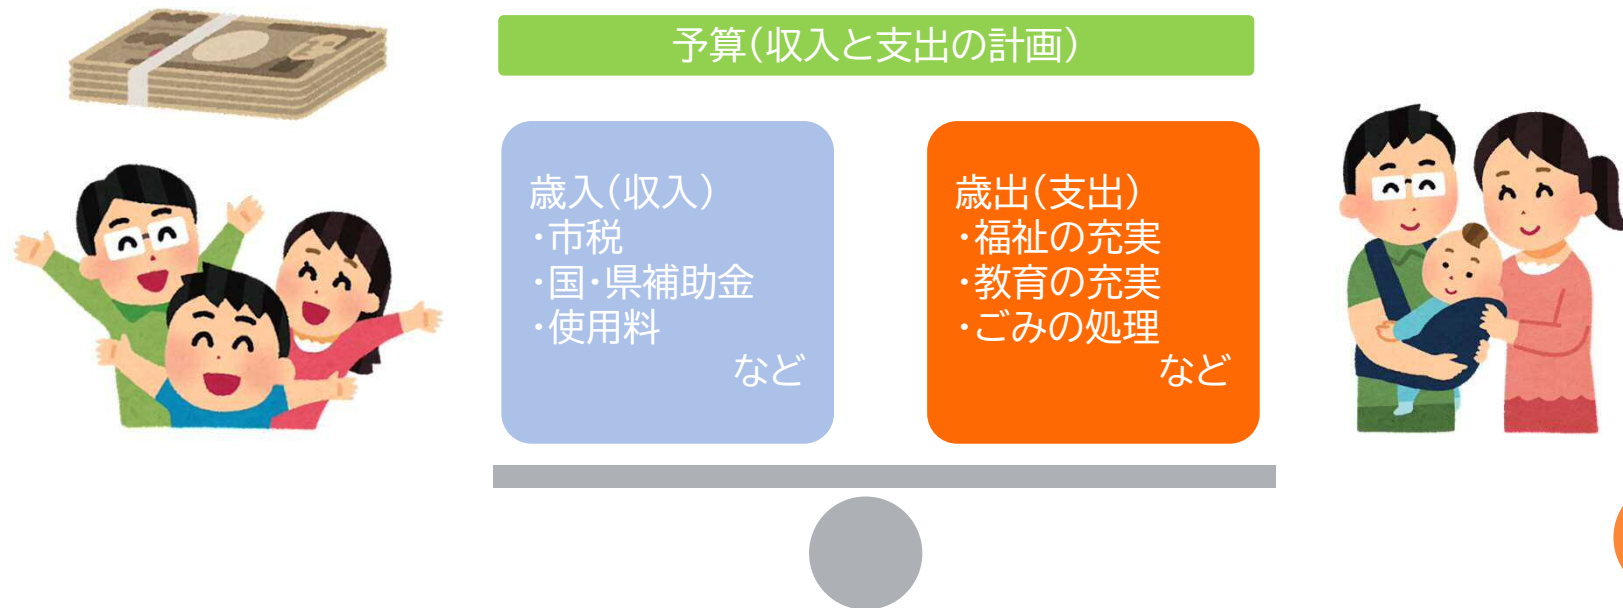 予算(収入と支出の計画)
歳入(収入)
・市税
・国・県補助金
・使用料
など
歳出(支出)
・福祉の充実
・教育の充実
・ごみの処理
など